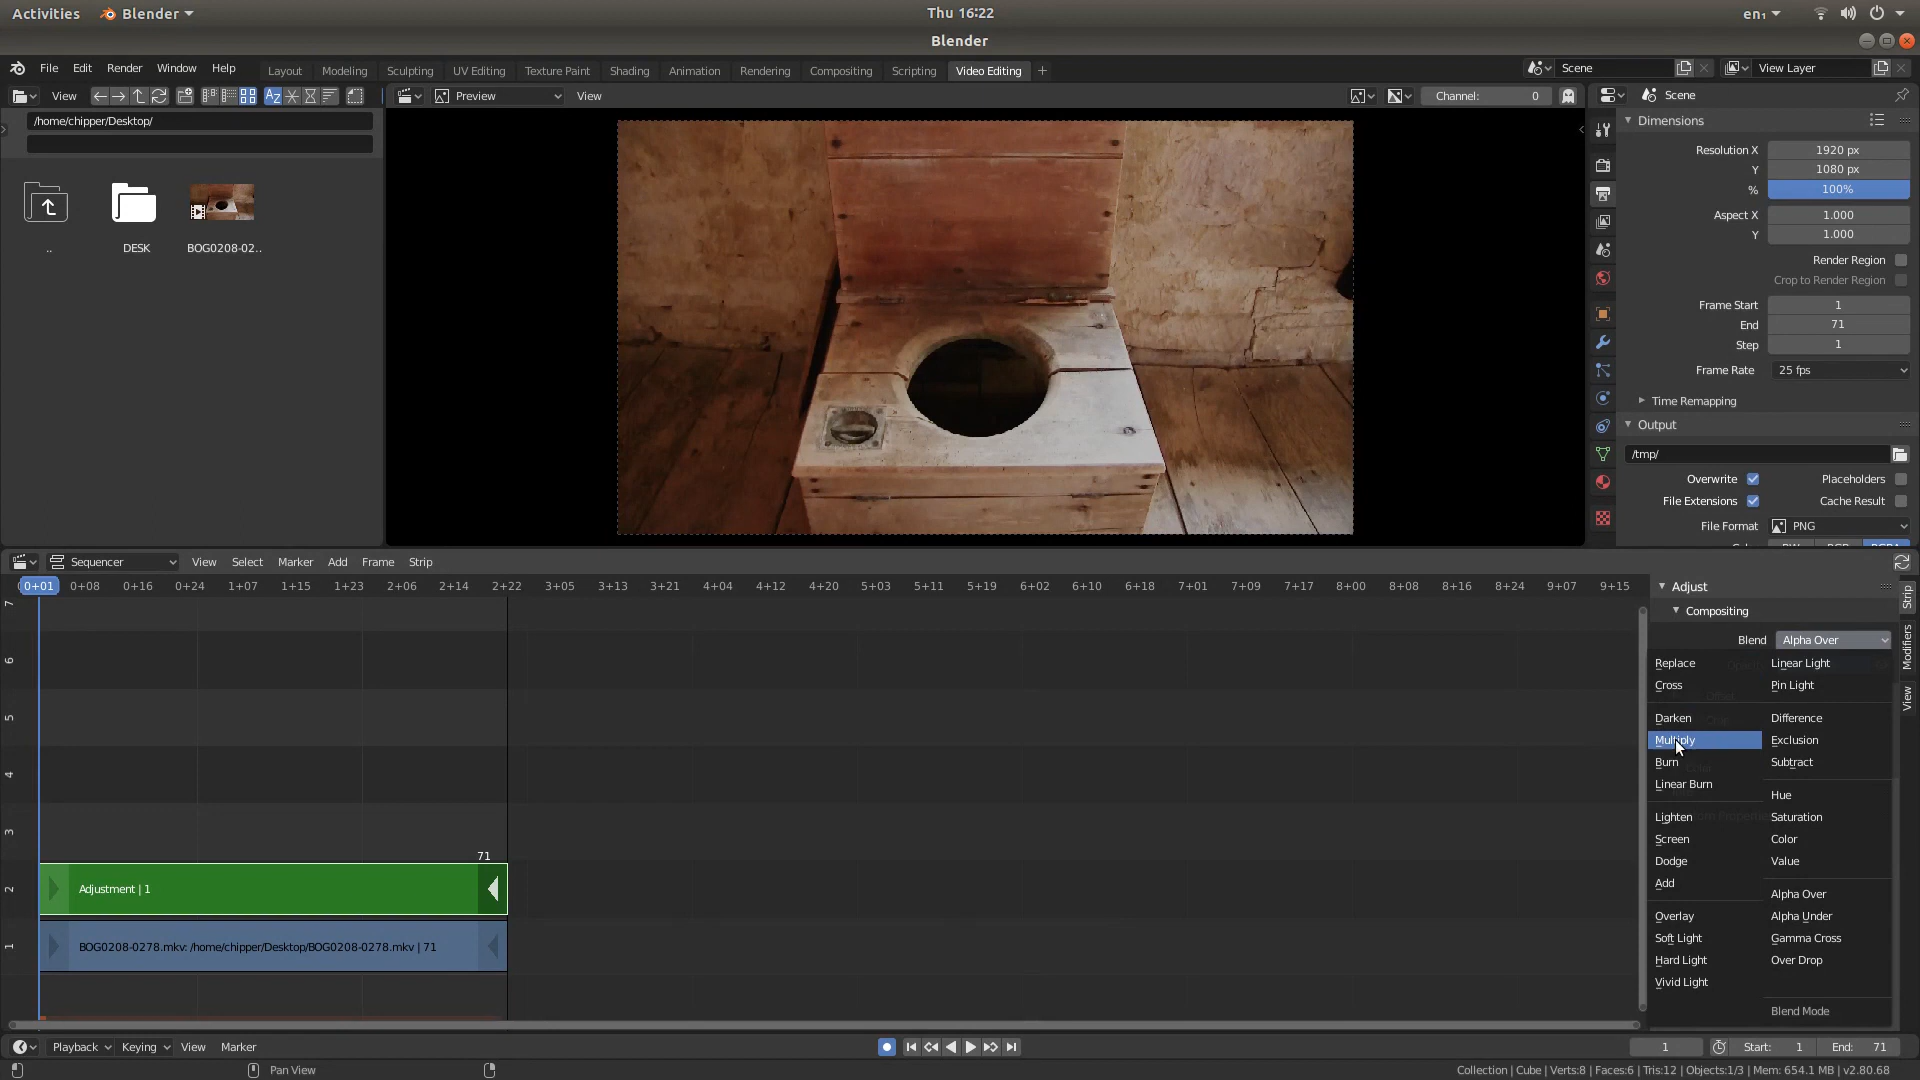 Activities Blender Thu 16:22 en₁
Blender
File Edit Render Window Help Layout Modeling Sculpting UV Editing Texture Paint Shading Animation Rendering Compositing Scripting Video Editing + Scene View Layer
View AZ Preview View Channel: 0 Scene
/home/chipper/Desktop/
.. DESK BOG0208-02..
Dimensions
Resolution X 1920 px
Y 1080 px
% 100%
Aspect X 1.000
Y 1.000
Render Region
Crop to Render Region
Frame Start 1
End 71
Step 1
Frame Rate 25 fps
Time Remapping
Output
/tmp/
Overwrite Placeholders
File Extensions Cache Result
File Format PNG
Sequencer View Select Marker Add Frame Strip
0+01 0+08 0+16 0+24 1+15 1+23 2+06 2+14 2+22 3+05 3+13 3+21 4+04 4+12 4+20 5+03 5+11 5+19 6+02 6+10 6+18 7+01 7+09 7+17 8+00 8+08 8+16 8+24 9+07 9+15
7
6
5
4
3
2
1
71
Adjustment | 1
BOG0208-0278.mkv: /home/chipper/Desktop/BOG0208-0278.mkv | 71
Adjust
Compositing
Blend Alpha Over
Replace Linear Light
Cross Pin Light
Darken Difference
Multiply Exclusion
Burn Subtract
Linear Burn
Hue
Lighten Saturation
Screen Color
Dodge Value
Add
Alpha Over
Overlay Alpha Under
Soft Light Gamma Cross
Hard Light Over Drop
Vivid Light
Blend Mode
Strip
Modifiers
View
Playback Keying View Marker 1 Start: 1 End: 71
Pan View Collection | Cube | Verts:8 | Faces:6 | Tris:12 | Objects:1/3 | Mem: 654.1 MB | v2.80.68